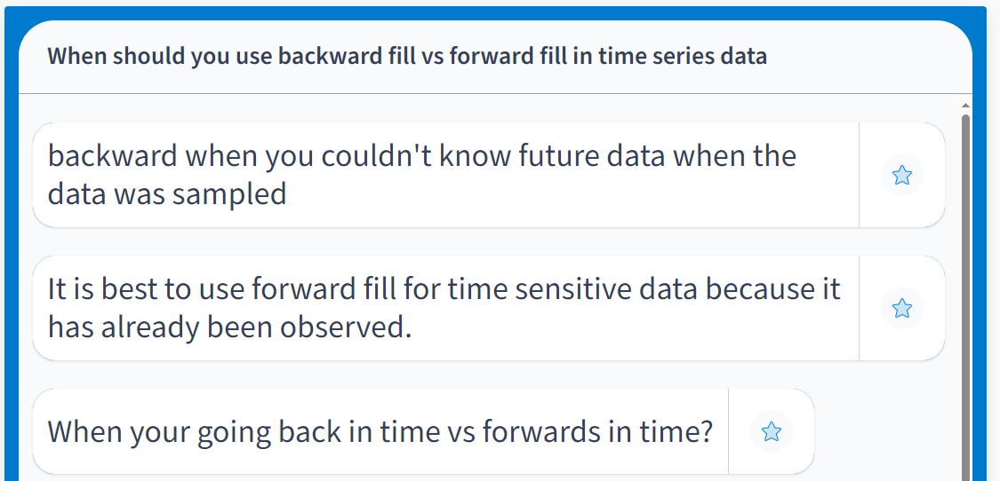 When should you use backward fill vs forward fill in time series data
backward when you couldn't know future data when the
data was sampled
It is best to use forward fill for time sensitive data because it
has already been observed.
When your going back in time vs forwards in time?